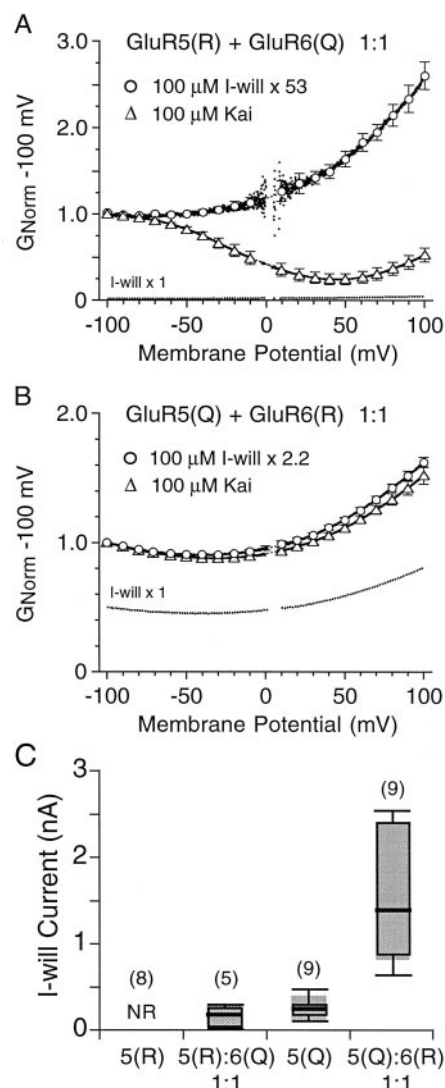 A
GluR5(R) + GluR6(Q) 1:1
100 μM I-will x 53
100 μM Kai
GNorm -100 mV
3.0
2.0
1.0
0
I-will x 1
-100 -50 0 50 100
Membrane Potential (mV)
B
GluR5(Q) + GluR6(R) 1:1
100 μM I-will x 2.2
100 μM Kai
GNorm -100 mV
2.0
1.0
0
I-will x 1
-100 -50 0 50 100
Membrane Potential (mV)
C
I-will Current (nA)
3
2
1
0
(8) (5) (9) (9)
NR
5(R) 5(R):6(Q) 5(Q) 5(Q):6(R)
1:1 1:1